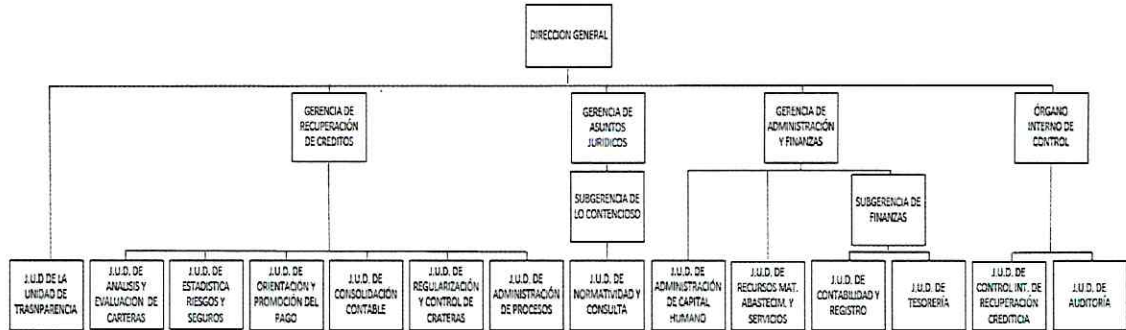 DIRECCION GENERAL
GERENCIA DE
RECUPERACIÓN
DE CREDITOS
GERENCIA DE
ASUNTOS
JURIDICOS
GERENCIA DE
ADMINISTRACIÓN
Y FINANZAS
ÓRGANO
INTERNO DE
CONTROL
SUBGERENCIA DE
LO CONTENCIOSO
SUBGERENCIA DE
FINANZAS
J.U.D DE LA
UNIDAD DE
TRASNPARENCIA
J.U.D. DE
ANALISIS Y
EVALUACION DE
CARTERAS
J.U.D. DE
ESTADISTICA
RIESGOS Y
SEGUROS
J.U.D. DE
ORIENTACION Y
PROMOCIÓN DEL
PAGO
J.U.D. DE
CONSOLIDACIÓN
CONTABLE
J.U.D. DE
REGULARIZACIÓN
Y CONTROL DE
CRATERAS
J.U.D. DE
ADMINISTRACIÓN
DE PROCESOS
J.U.D. DE
NORMATIVIDAD Y
CONSULTA
J.U.D. DE
ADMINISTRACIÓN
DE CAPITAL
HUMANO
J.U.D. DE
RECURSOS MAT.
ABASTECIM. Y
SERVICIOS
J.U.D. DE
CONTABILIDAD Y
REGISTRO
J.U.D. DE
TESORERÍA
J.U.D. DE
CONTROL INT. DE
RECUPERACIÓN
CREDITICIA
J.U.D. DE
AUDITORÍA